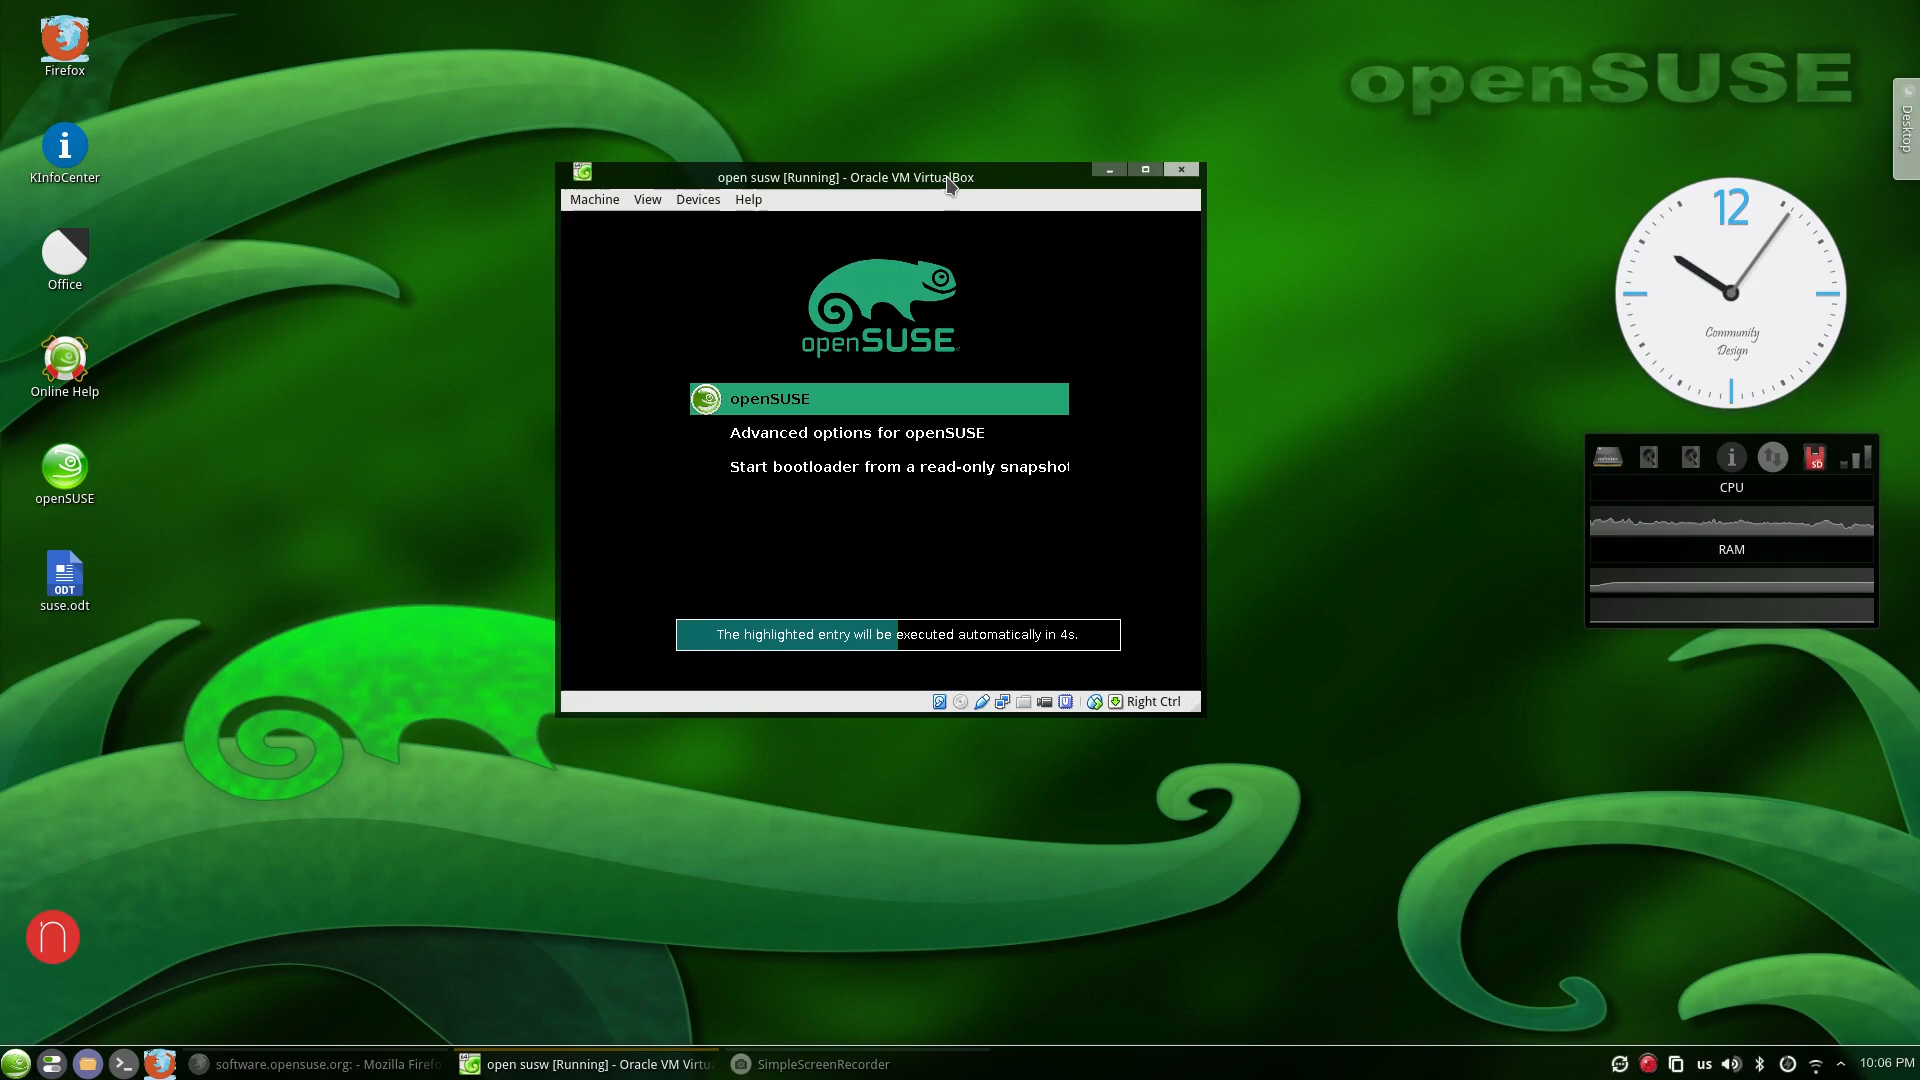 Firefox
KInfoCenter
Office
Online Help
openSUSE
ODT
suse.odt
openSUSE
Desktop
open susw [Running] - Oracle VM VirtualBox
Machine View Devices Help
openSUSE
openSUSE
Advanced options for openSUSE
Start bootloader from a read-only snapshot
The highlighted entry will be executed automatically in 4s.
Right Ctrl
12
Community
Design
SD
CPU
RAM
software.opensuse.org: - Mozilla Firefo
open susw [Running] - Oracle VM Virtu
SimpleScreenRecorder
us
10:06 PM